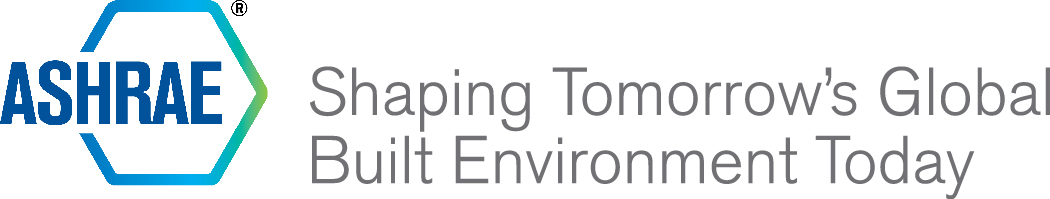 ASHRAE®
Shaping Tomorrow's Global
Built Environment Today